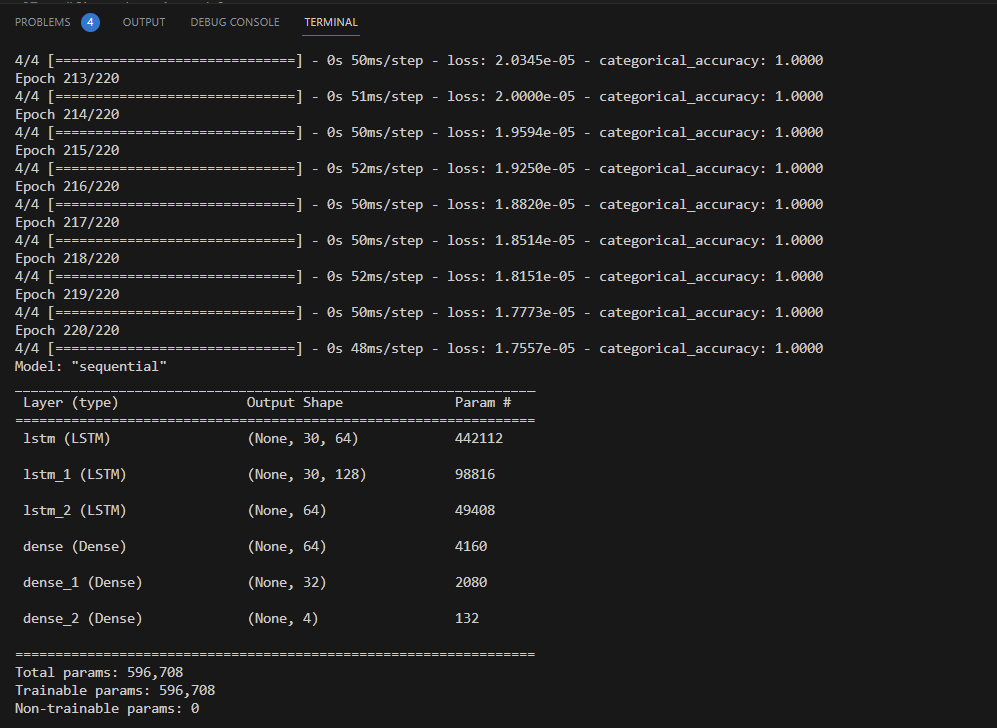 PROBLEMS 4 OUTPUT DEBUG CONSOLE TERMINAL
4/4 [==============================] - 0s 50ms/step - loss: 2.0345e-05 - categorical_accuracy: 1.0000
Epoch 213/220
4/4 [==============================] - 0s 51ms/step - loss: 2.0000e-05 - categorical_accuracy: 1.0000
Epoch 214/220
4/4 [==============================] - 0s 50ms/step - loss: 1.9594e-05 - categorical_accuracy: 1.0000
Epoch 215/220
4/4 [==============================] - 0s 52ms/step - loss: 1.9250e-05 - categorical_accuracy: 1.0000
Epoch 216/220
4/4 [==============================] - 0s 50ms/step - loss: 1.8820e-05 - categorical_accuracy: 1.0000
Epoch 217/220
4/4 [==============================] - 0s 50ms/step - loss: 1.8514e-05 - categorical_accuracy: 1.0000
Epoch 218/220
4/4 [==============================] - 0s 52ms/step - loss: 1.8151e-05 - categorical_accuracy: 1.0000
Epoch 219/220
4/4 [==============================] - 0s 50ms/step - loss: 1.7773e-05 - categorical_accuracy: 1.0000
Epoch 220/220
4/4 [==============================] - 0s 48ms/step - loss: 1.7557e-05 - categorical_accuracy: 1.0000
Model: "sequential"
_________________________________________________________________
Layer (type) Output Shape Param #
=================================================================
lstm (LSTM) (None, 30, 64) 442112
lstm_1 (LSTM) (None, 30, 128) 98816
lstm_2 (LSTM) (None, 64) 49408
dense (Dense) (None, 64) 4160
dense_1 (Dense) (None, 32) 2080
dense_2 (Dense) (None, 4) 132
=================================================================
Total params: 596,708
Trainable params: 596,708
Non-trainable params: 0